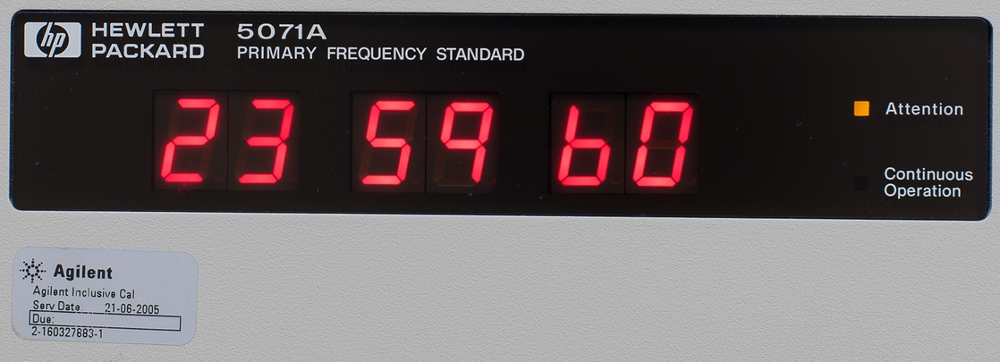 hp HEWLETT PACKARD
5071A
PRIMARY FREQUENCY STANDARD
23 59 60
Attention
Continuous
Operation
Agilent
Agilent Inclusive Cal
Serv Date: 21-06-2005
Due:
2-160327883-1